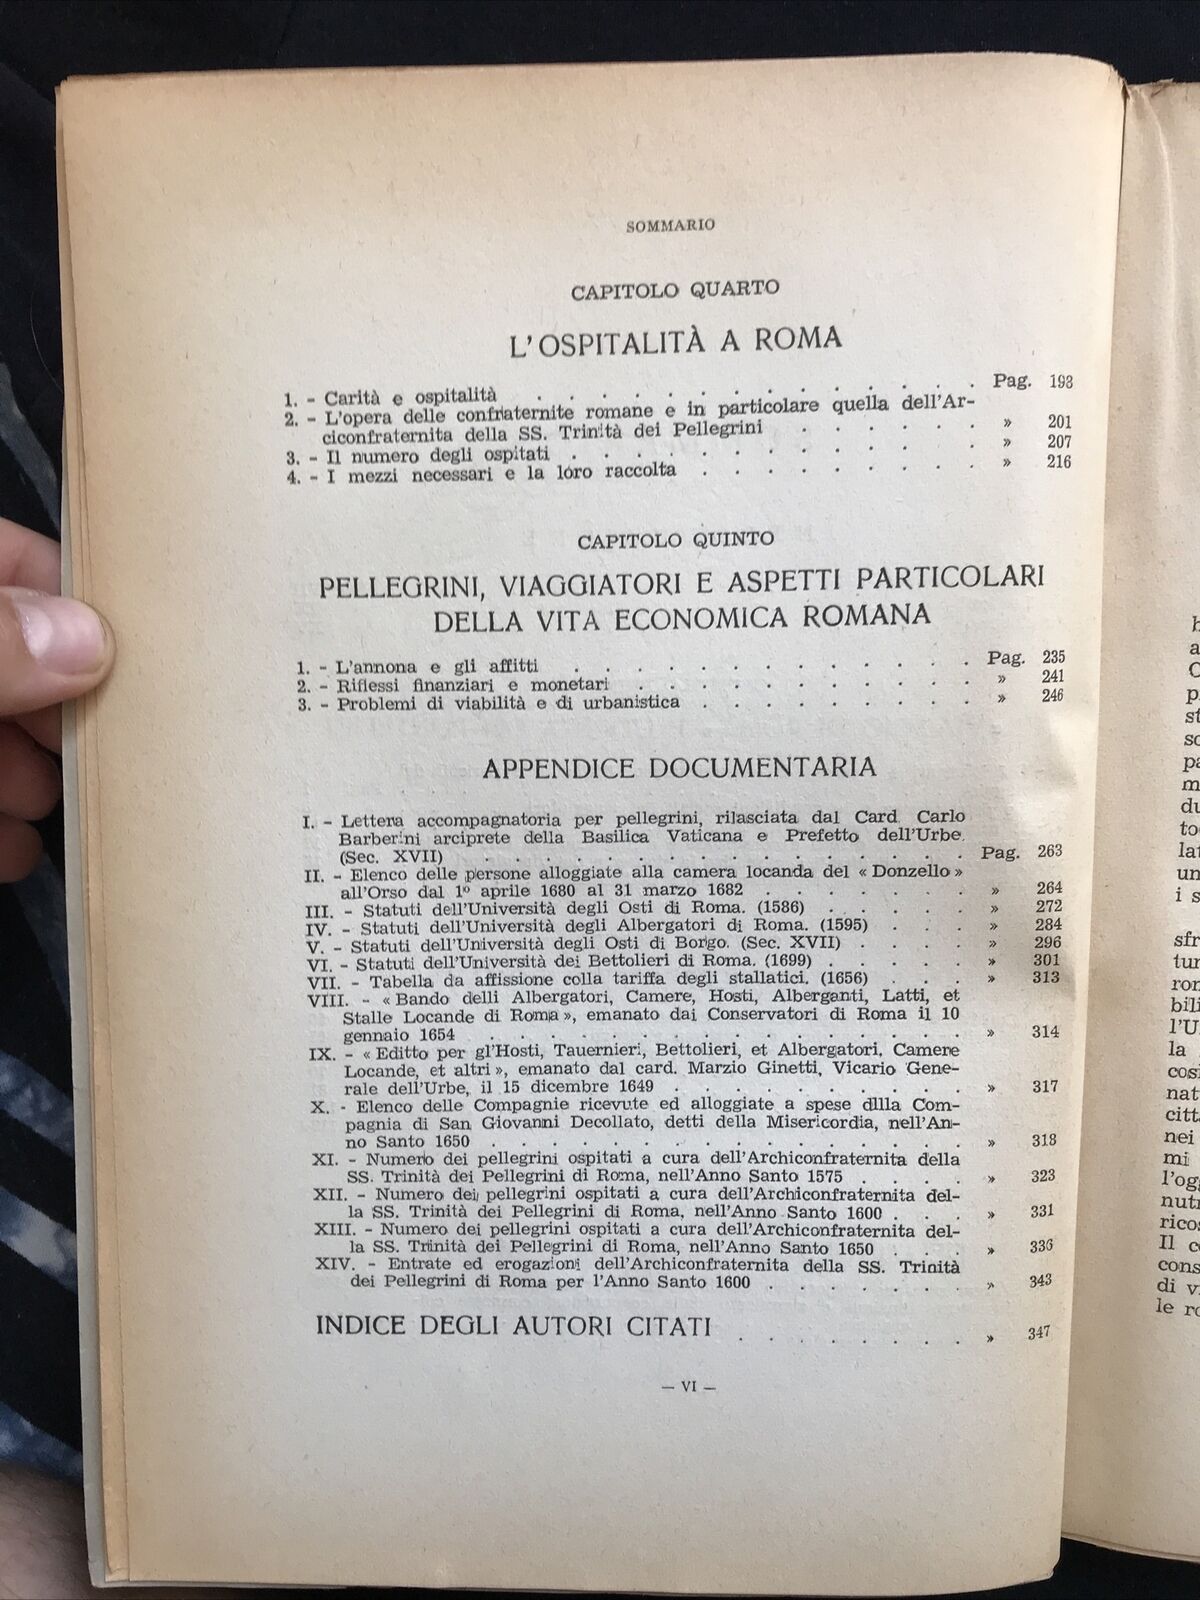 SOMMARIO
CAPITOLO QUARTO
L'OSPITALITÀ A ROMA
1. - Carità e ospitalità . . . . . . . . . . . . Pag. 193
2. - L'opera delle confraternite romane e in particolare quella dell'Ar-
ciconfraternita della SS. Trinità dei Pellegrini . . . . . . » 201
3. - Il numero degli ospitati . . . . . . . . . . . » 207
4. - I mezzi necessari e la loro raccolta . . . . . . . . . » 216
CAPITOLO QUINTO
PELLEGRINI, VIAGGIATORI E ASPETTI PARTICOLARI
DELLA VITA ECONOMICA ROMANA
1. - L'annona e gli affitti . . . . . . . . . . . . . Pag. 235
2. - Riflessi finanziari e monetari . . . . . . . . . . . » 241
3. - Problemi di viabilità e di urbanistica . . . . . . . . . » 246
APPENDICE DOCUMENTARIA
I. - Lettera accompagnatoria per pellegrini, rilasciata dal Card. Carlo
Barberini arciprete della Basilica Vaticana e Prefetto dell'Urbe.
(Sec. XVII) . . . . . . . . . . . . . . . Pag. 263
II. - Elenco delle persone alloggiate alla camera locanda del « Donzello »
all'Orso dal 1º aprile 1680 al 31 marzo 1682 . . . . . . . » 264
III. - Statuti dell'Università degli Osti di Roma. (1586) . . . . . » 272
IV. - Statuti dell'Università degli Albergatori di Roma. (1595) . . . » 284
V. - Statuti dell'Università degli Osti di Borgo. (Sec. XVII) . . . . » 296
VI. - Statuti dell'Università dei Bettolieri di Roma. (1699) . . . . . » 301
VII. - Tabella da affissione colla tariffa degli stallatici. (1656) . . . » 313
VIII. - « Bando delli Albergatori, Camere, Hosti, Alberganti, Latti, et
Stalle Locande di Roma », emanato dai Conservatori di Roma il 10
gennaio 1654 . . . . . . . . . . . . . . . » 314
IX. - « Editto per gl'Hosti, Tauernieri, Bettolieri, et Albergatori, Camere
Locande, et altri », emanato dal card. Marzio Ginetti, Vicario Gene-
rale dell'Urbe, il 15 dicembre 1649 . . . . . . . . . . » 317
X. - Elenco delle Compagnie ricevute ed alloggiate a spese dllla Com-
pagnia di San Giovanni Decollato, detti della Misericordia, nell'An-
no Santo 1650 . . . . . . . . . . . . . . . » 318
XI. - Numero dei pellegrini ospitati a cura dell'Archiconfraternita della
SS. Trinità dei Pellegrini di Roma, nell'Anno Santo 1575 . . . . » 323
XII. - Numero dei pellegrini ospitati a cura dell'Archiconfraternita del-
la SS. Trinità dei Pellegrini di Roma, nell'Anno Santo 1600 . . . » 331
XIII. - Numero dei pellegrini ospitati a cura dell'Archiconfraternita del-
la SS. Trinità dei Pellegrini di Roma, nell'Anno Santo 1650 . . . » 336
XIV. - Entrate ed erogazioni dell'Archiconfraternita della SS. Trinità
dei Pellegrini di Roma per l'Anno Santo 1600 . . . . . . . » 343
INDICE DEGLI AUTORI CITATI . . . . . . . . » 347
— VI —